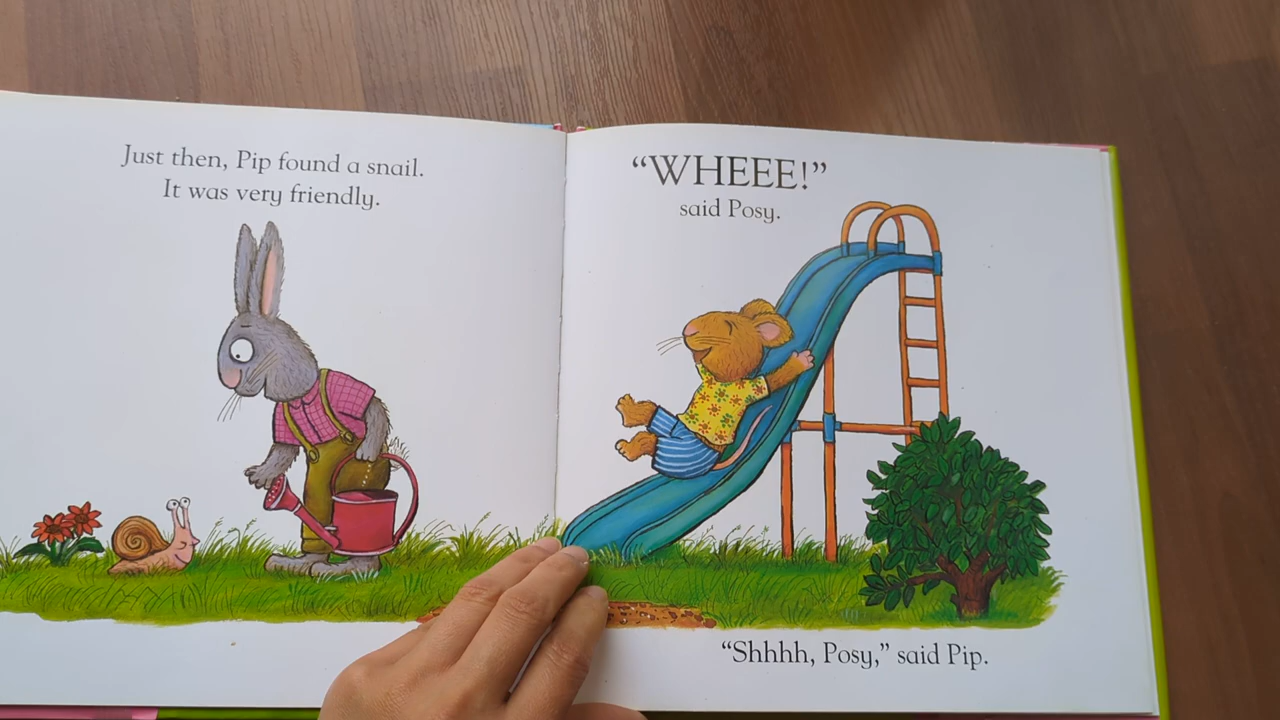 Just then, Pip found a snail.
It was very friendly.
“WHEEE!”
said Posy.
“Shhhh, Posy,” said Pip.